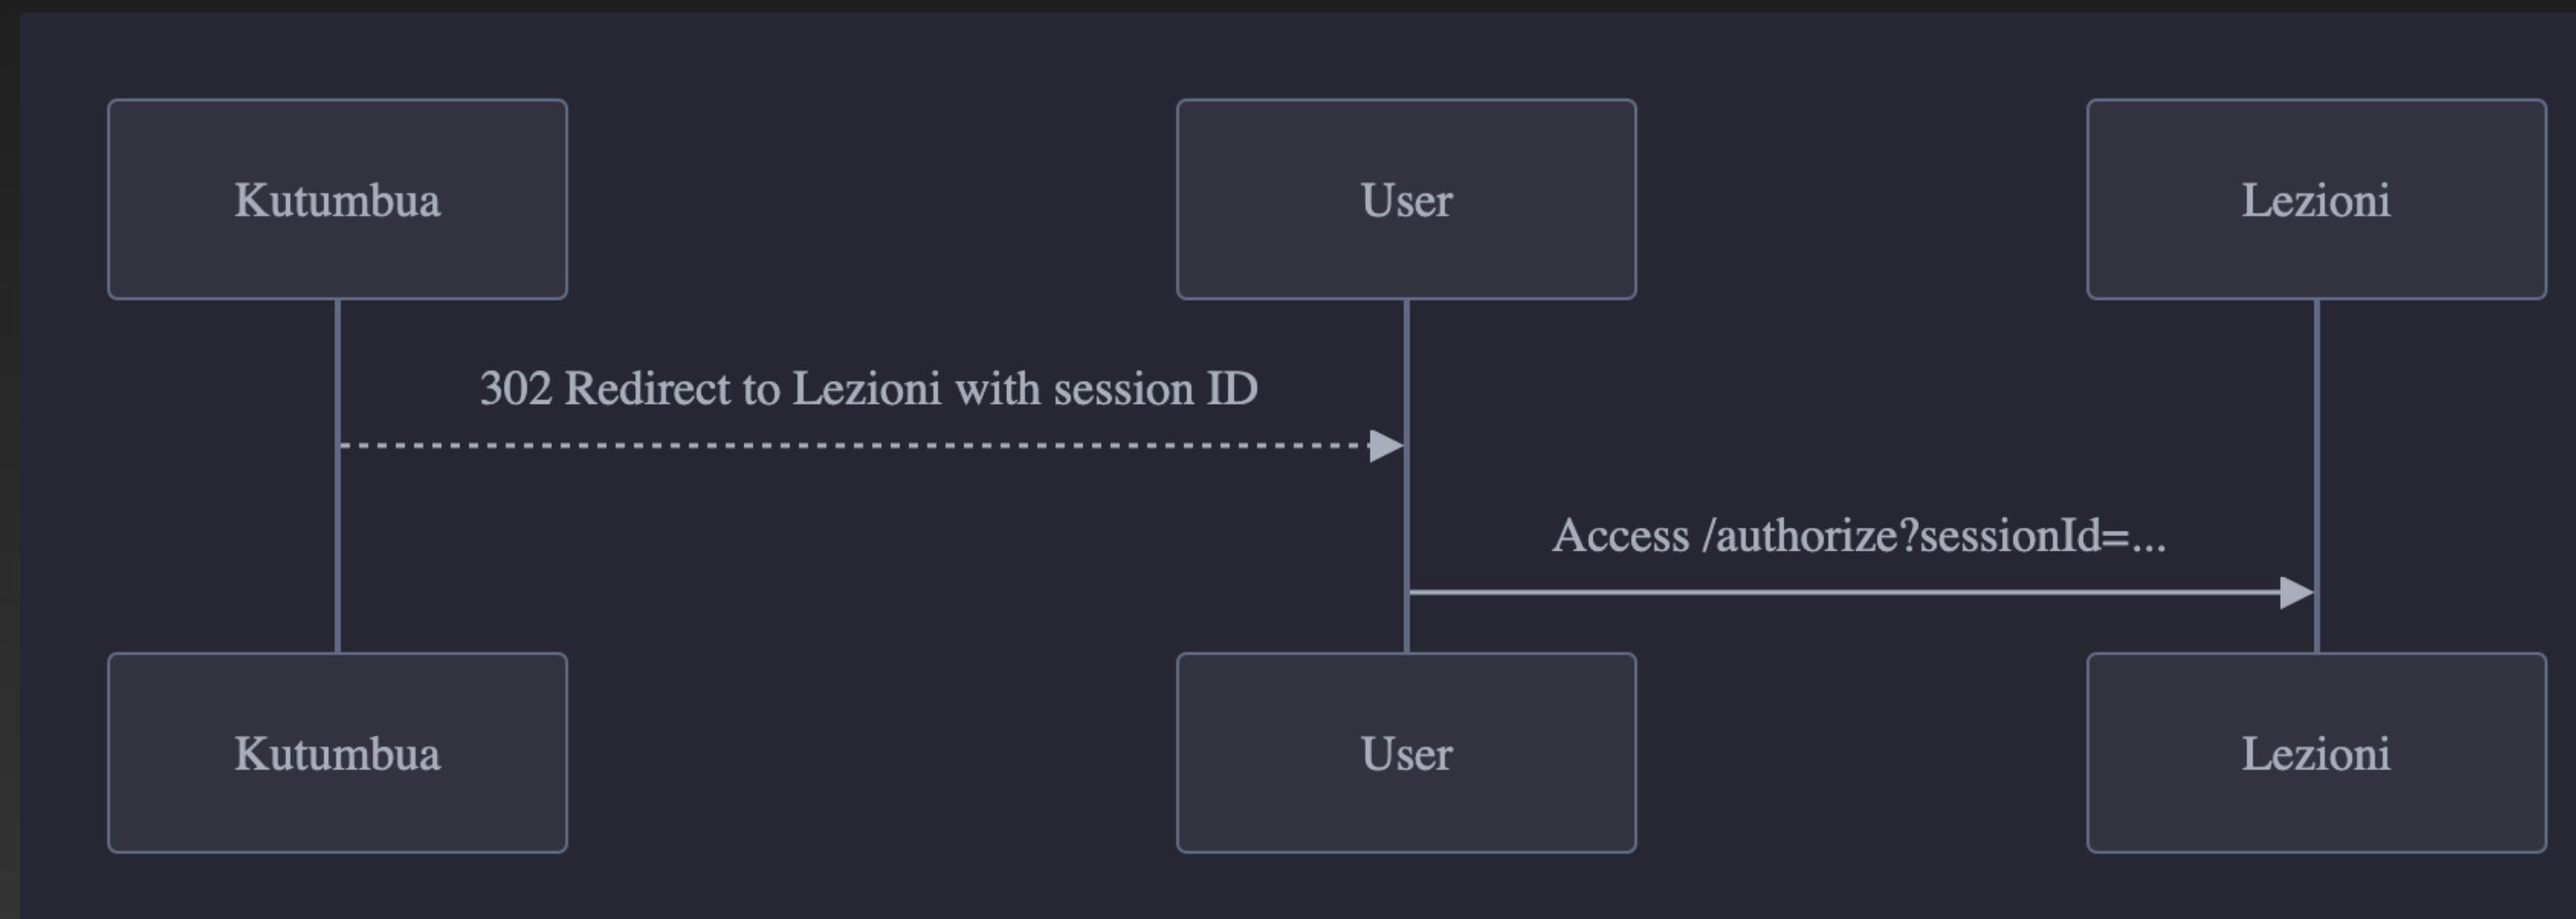 Kutumbua
User
Lezioni
302 Redirect to Lezioni with session ID
Access /authorize?sessionId=...
Kutumbua
User
Lezioni